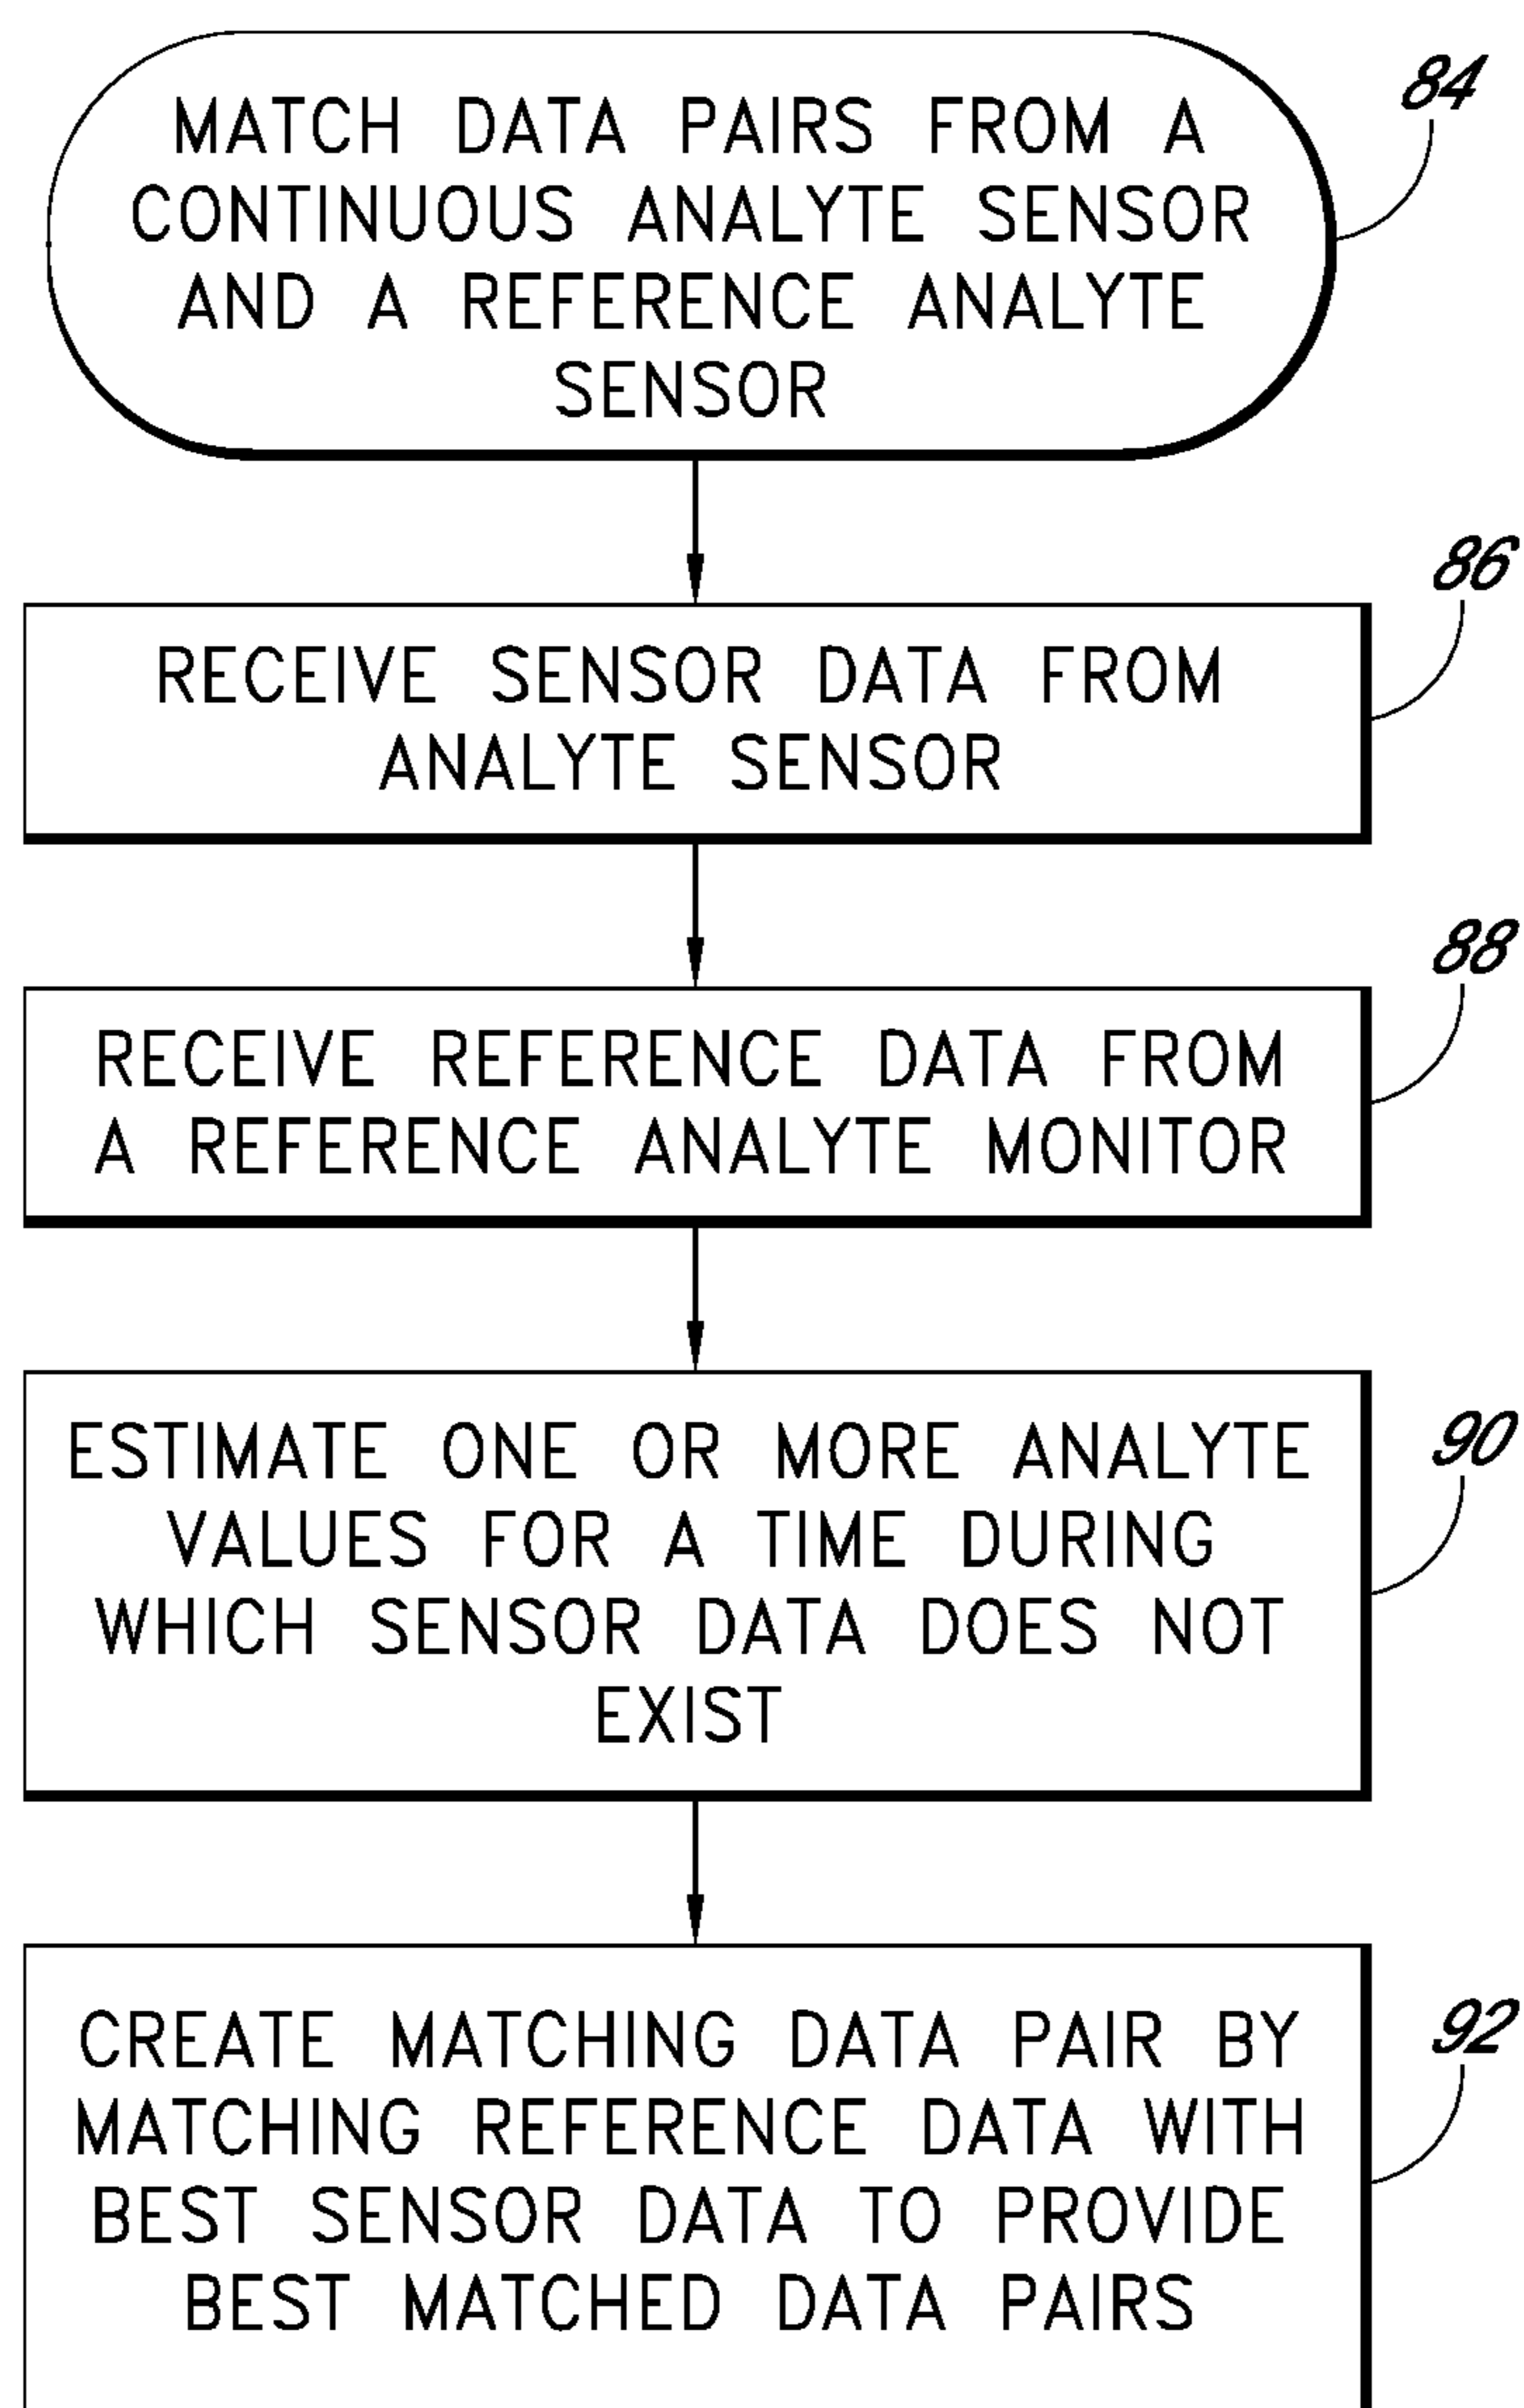 84
MATCH DATA PAIRS FROM A
CONTINUOUS ANALYTE SENSOR
AND A REFERENCE ANALYTE
SENSOR
86
RECEIVE SENSOR DATA FROM
ANALYTE SENSOR
88
RECEIVE REFERENCE DATA FROM
A REFERENCE ANALYTE MONITOR
90
ESTIMATE ONE OR MORE ANALYTE
VALUES FOR A TIME DURING
WHICH SENSOR DATA DOES NOT
EXIST
92
CREATE MATCHING DATA PAIR BY
MATCHING REFERENCE DATA WITH
BEST SENSOR DATA TO PROVIDE
BEST MATCHED DATA PAIRS